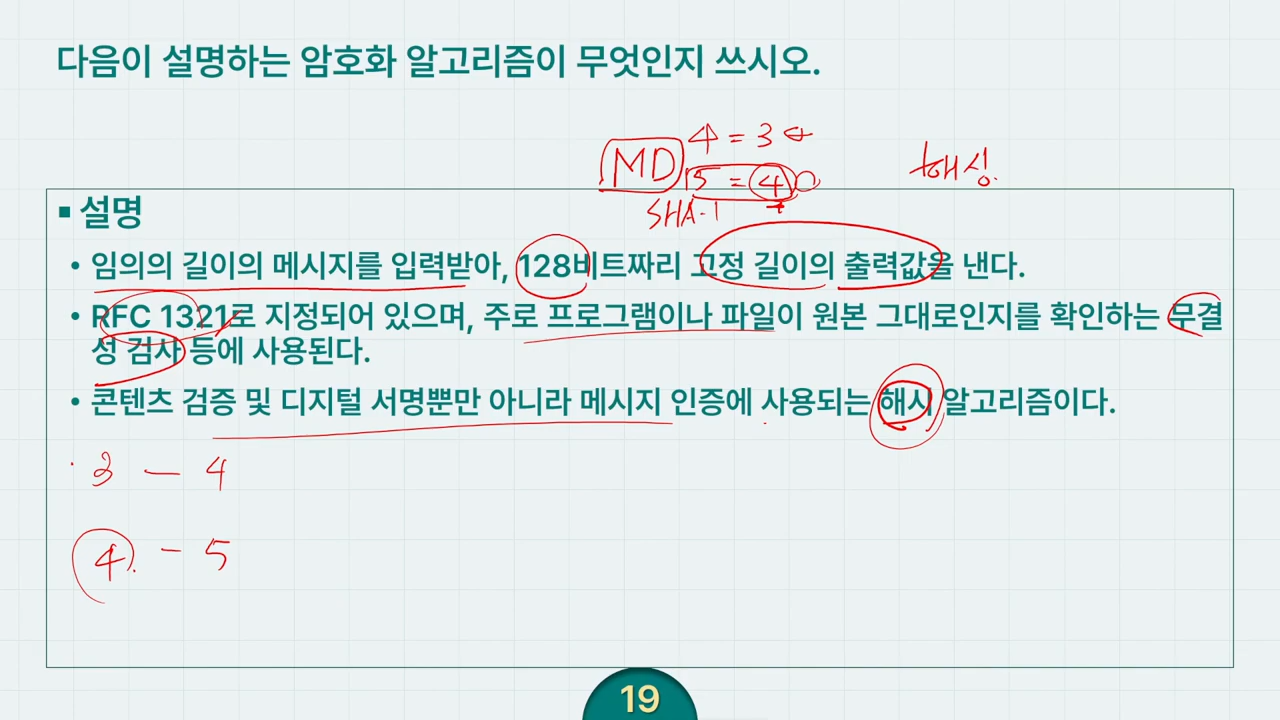 다음이 설명하는 암호화 알고리즘이 무엇인지 쓰시오.
MD 4 = 3
5 = 4
SHA-1
해싱
▪ 설명
• 임의의 길이의 메시지를 입력받아, 128비트짜리 고정 길이의 출력값을 낸다.
• RFC 1321로 지정되어 있으며, 주로 프로그램이나 파일이 원본 그대로인지를 확인하는 무결
성 검사 등에 사용된다.
• 콘텐츠 검증 및 디지털 서명뿐만 아니라 메시지 인증에 사용되는 해시 알고리즘이다.
3 - 4
4 - 5
19